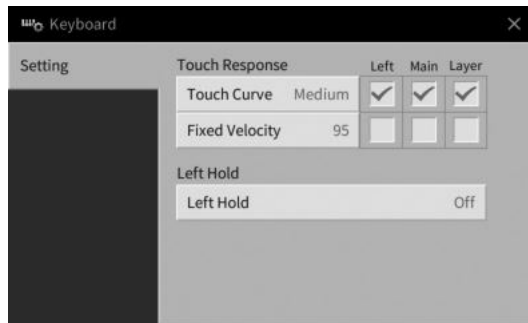 Keyboard
Setting
Touch Response Left Main Layer
Touch Curve Medium
Fixed Velocity 95
Left Hold
Left Hold Off